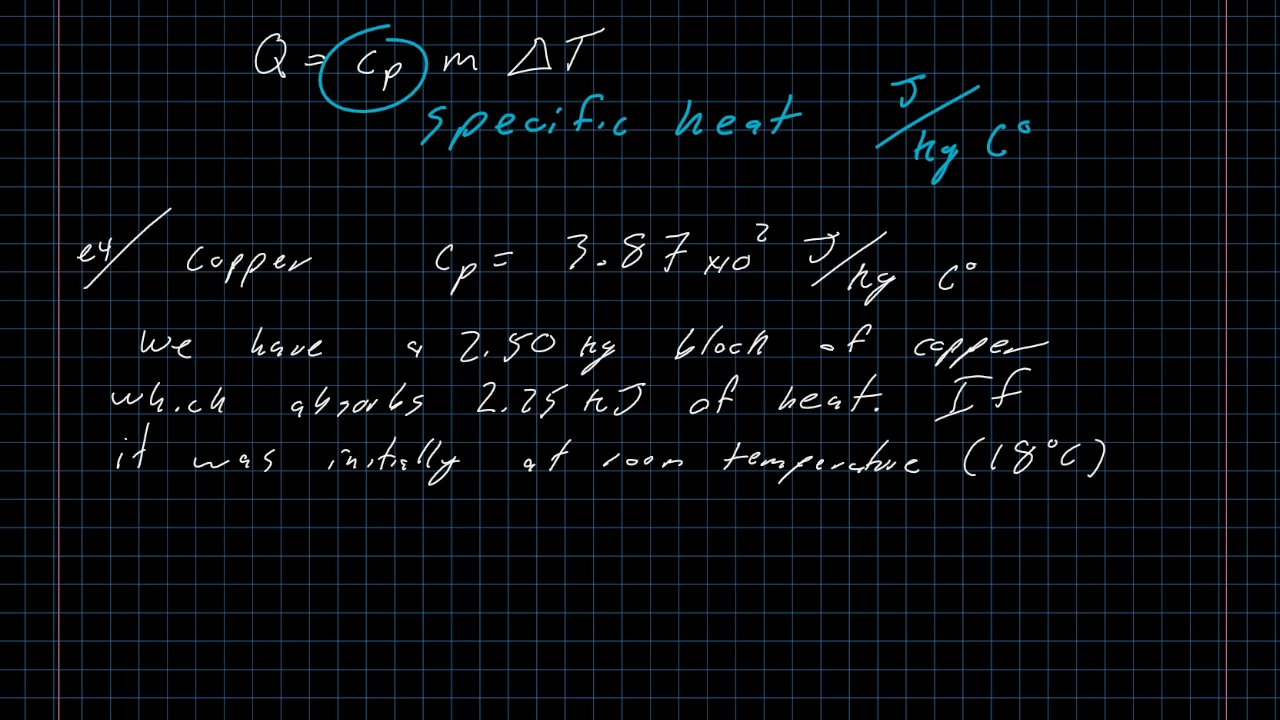 Q = cₚ m ΔT
specific heat J/kg C°
ex/ copper cₚ = 3.87 x10² J/kg C°
We have a 2.50 kg block of copper
which absorbs 2.25 kJ of heat. If
it was initially at room temperature (18°C)